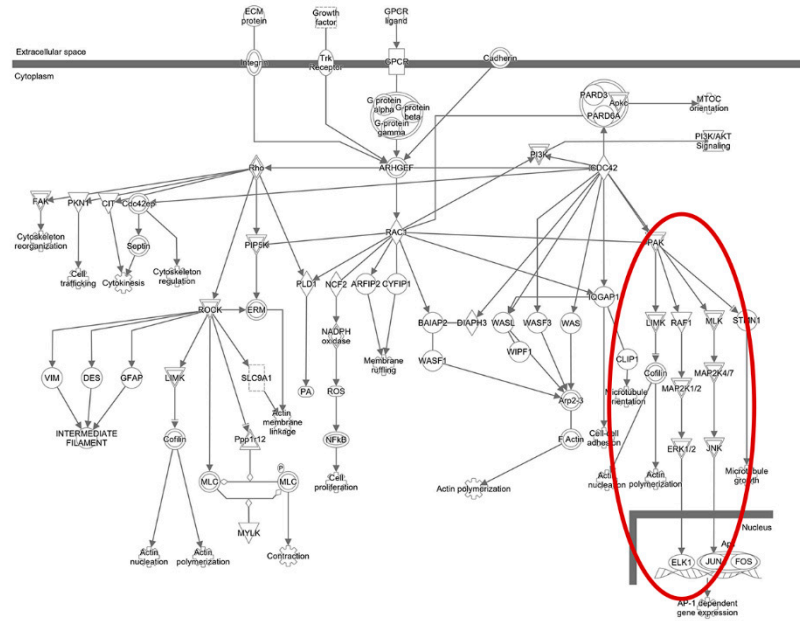 ECM
protein
Growth
factor
GPCR
ligand
Extracellular space
Cytoplasm
Integrin
Trk
Receptor
GPCR
Cadherin
G-protein
alpha
G-protein
beta
G-protein
gamma
PARD3
Apkc
PARD6A
MTOC
orientation
PI3K/AKT
Signaling
PI3K
Rho
ARHGEF
CDC42
FAK
PKN1
CIT
Cdc42ep
Cytoskeleton
reorganization
Cell
trafficking
Septin
Cytokinesis
Cytoskeleton
regulation
PIP5K
RAC1
PAK
PLD1
NCF2
ARFIP2
CYFIP1
IQGAP1
ROCK
ERM
NADPH
oxidase
Membrane
ruffling
BAIAP2
DIAPH3
WASL
WASF3
WAS
LIMK
RAF1
MLK
STMN1
WASF1
WIPF1
CLIP1
VIM
DES
GFAP
LIMK
SLC9A1
PA
ROS
Cofilin
MAP2K1/2
MAP2K4/7
Microtubule
orientation
Arp2-3
Actin
membrane
linkage
INTERMEDIATE
FILAMENT
Cofilin
Ppp1r12
NFkB
F Actin
Cell-cell
adhesion
ERK1/2
JNK
MLC
P
MLC
Cell
proliferation
Actin polymerization
Actin
nucleation
Actin
polymerization
Microtubule
growth
MYLK
Contraction
Actin
nucleation
Actin
polymerization
Nucleus
Ap1
ELK1
JUN
FOS
AP-1 dependent
gene expression